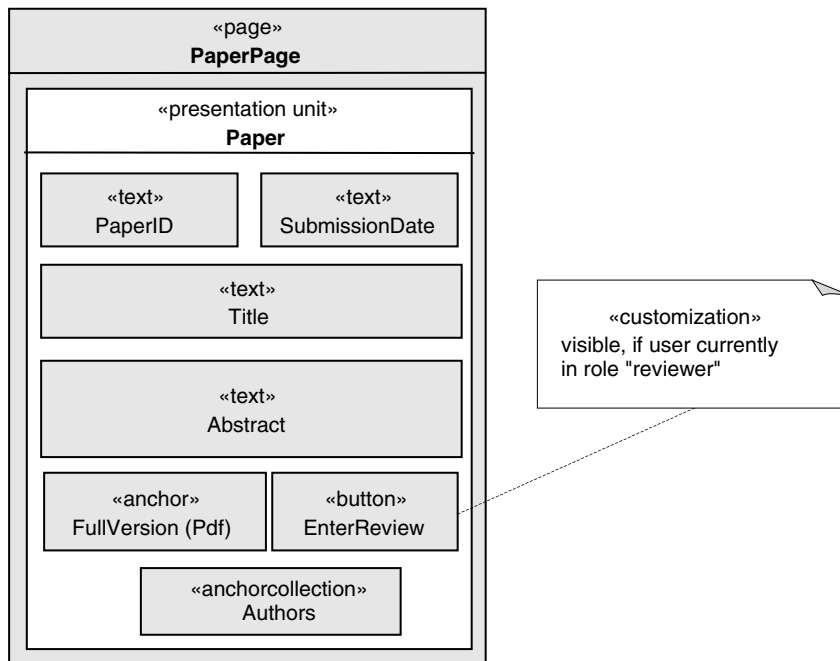 «page»
PaperPage
«presentation unit»
Paper
«text»
PaperID
«text»
SubmissionDate
«text»
Title
«text»
Abstract
«anchor»
FullVersion (Pdf)
«button»
EnterReview
«anchorcollection»
Authors
«customization»
visible, if user currently
in role "reviewer"